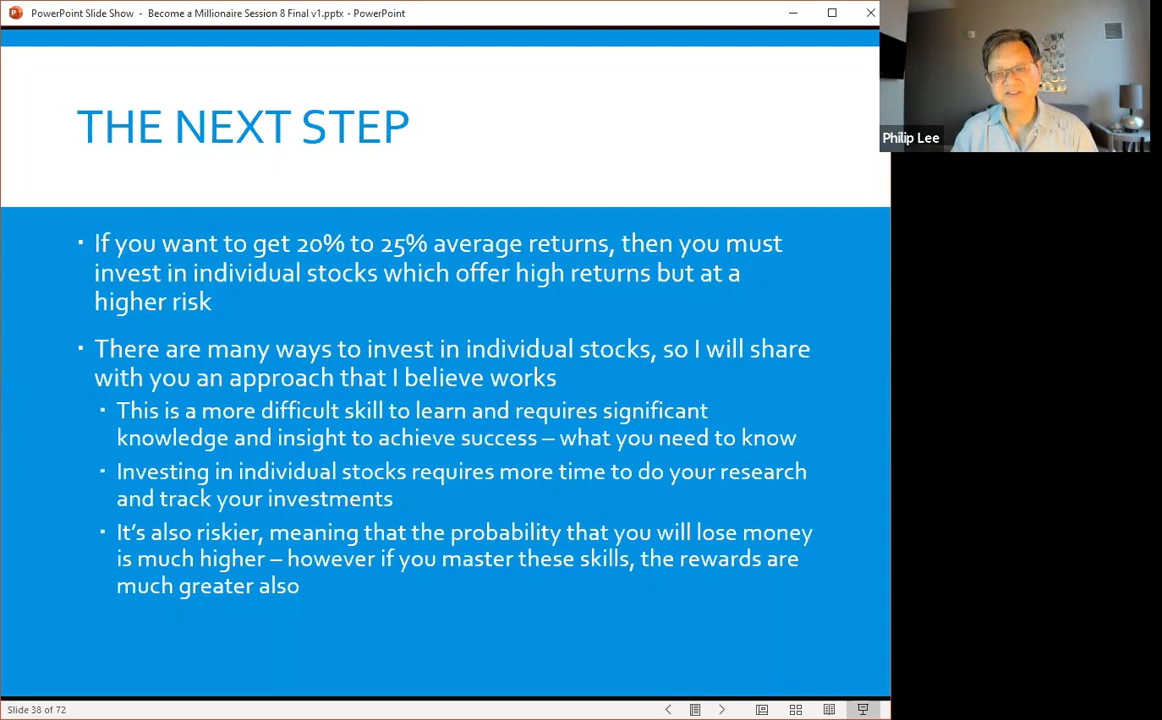 PowerPoint Slide Show - Become a Millionaire Session 8 Final v1.pptx - PowerPoint
Philip Lee
THE NEXT STEP
▪ If you want to get 20% to 25% average returns, then you must
invest in individual stocks which offer high returns but at a
higher risk
▪ There are many ways to invest in individual stocks, so I will share
with you an approach that I believe works
▪ This is a more difficult skill to learn and requires significant
knowledge and insight to achieve success – what you need to know
▪ Investing in individual stocks requires more time to do your research
and track your investments
▪ It's also riskier, meaning that the probability that you will lose money
is much higher – however if you master these skills, the rewards are
much greater also
Slide 38 of 72